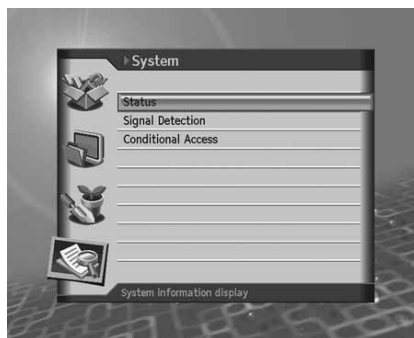 System
Status
Signal Detection
Conditional Access
System information display